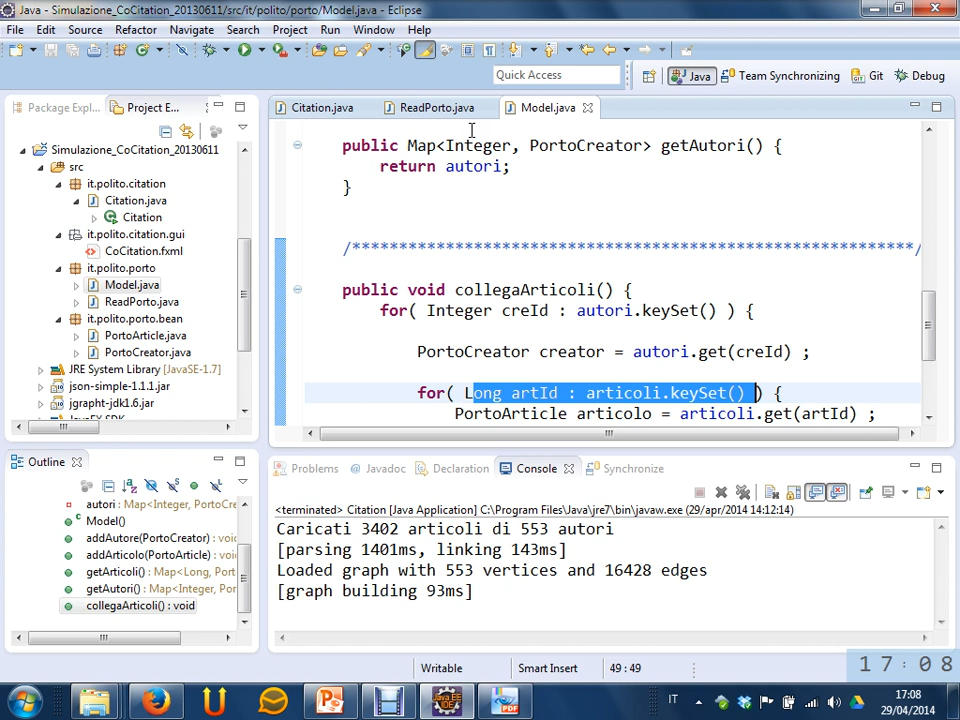 Java - Simulazione_CoCitation_20130611/src/it/polito/porto/Model.java - Eclipse
File Edit Source Refactor Navigate Search Project Run Window Help
Quick Access Java Team Synchronizing Git Debug
Package Expl... Project E... Citation.java ReadPorto.java Model.java
Simulazione_CoCitation_20130611
src
it.polito.citation
Citation.java
Citation
it.polito.citation.gui
CoCitation.fxml
it.polito.porto
Model.java
ReadPorto.java
it.polito.porto.bean
PortoArticle.java
PortoCreator.java
JRE System Library [JavaSE-1.7]
json-simple-1.1.1.jar
jgrapht-jdk1.6.jar
public Map<Integer, PortoCreator> getAutori() {
return autori;
}
/************************************************************/
public void collegaArticoli() {
for( Integer creId : autori.keySet() ) {
PortoCreator creator = autori.get(creId) ;
for( Long artId : articoli.keySet() ) {
PortoArticle articolo = articoli.get(artId) ;
Outline
autori : Map<Integer, PortoCre
Model()
addAutore(PortoCreator) : voi
addArticolo(PortoArticle) : voi
getArticoli() : Map<Long, Port
getAutori() : Map<Integer, Por
collegaArticoli() : void
Problems Javadoc Declaration Console Synchronize
<terminated> Citation [Java Application] C:\Program Files\Java\jre7\bin\javaw.exe (29/apr/2014 14:12:14)
Caricati 3402 articoli di 553 autori
[parsing 1401ms, linking 143ms]
Loaded graph with 553 vertices and 16428 edges
[graph building 93ms]
Writable Smart Insert 49 : 49
17:08
IT 17:08
29/04/2014